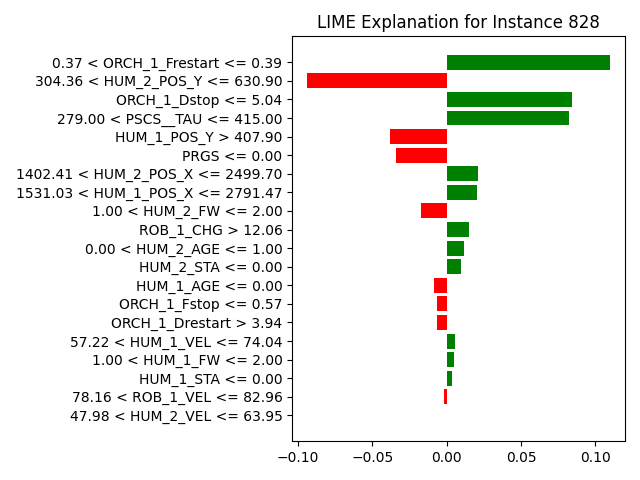 LIME Explanation for Instance 828
0.37 < ORCH_1_Frestart <= 0.39
304.36 < HUM_2_POS_Y <= 630.90
ORCH_1_Dstop <= 5.04
279.00 < PSCS__TAU <= 415.00
HUM_1_POS_Y > 407.90
PRGS <= 0.00
1402.41 < HUM_2_POS_X <= 2499.70
1531.03 < HUM_1_POS_X <= 2791.47
1.00 < HUM_2_FW <= 2.00
ROB_1_CHG > 12.06
0.00 < HUM_2_AGE <= 1.00
HUM_2_STA <= 0.00
HUM_1_AGE <= 0.00
ORCH_1_Fstop <= 0.57
ORCH_1_Drestart > 3.94
57.22 < HUM_1_VEL <= 74.04
1.00 < HUM_1_FW <= 2.00
HUM_1_STA <= 0.00
78.16 < ROB_1_VEL <= 82.96
47.98 < HUM_2_VEL <= 63.95
−0.10 −0.05 0.00 0.05 0.10